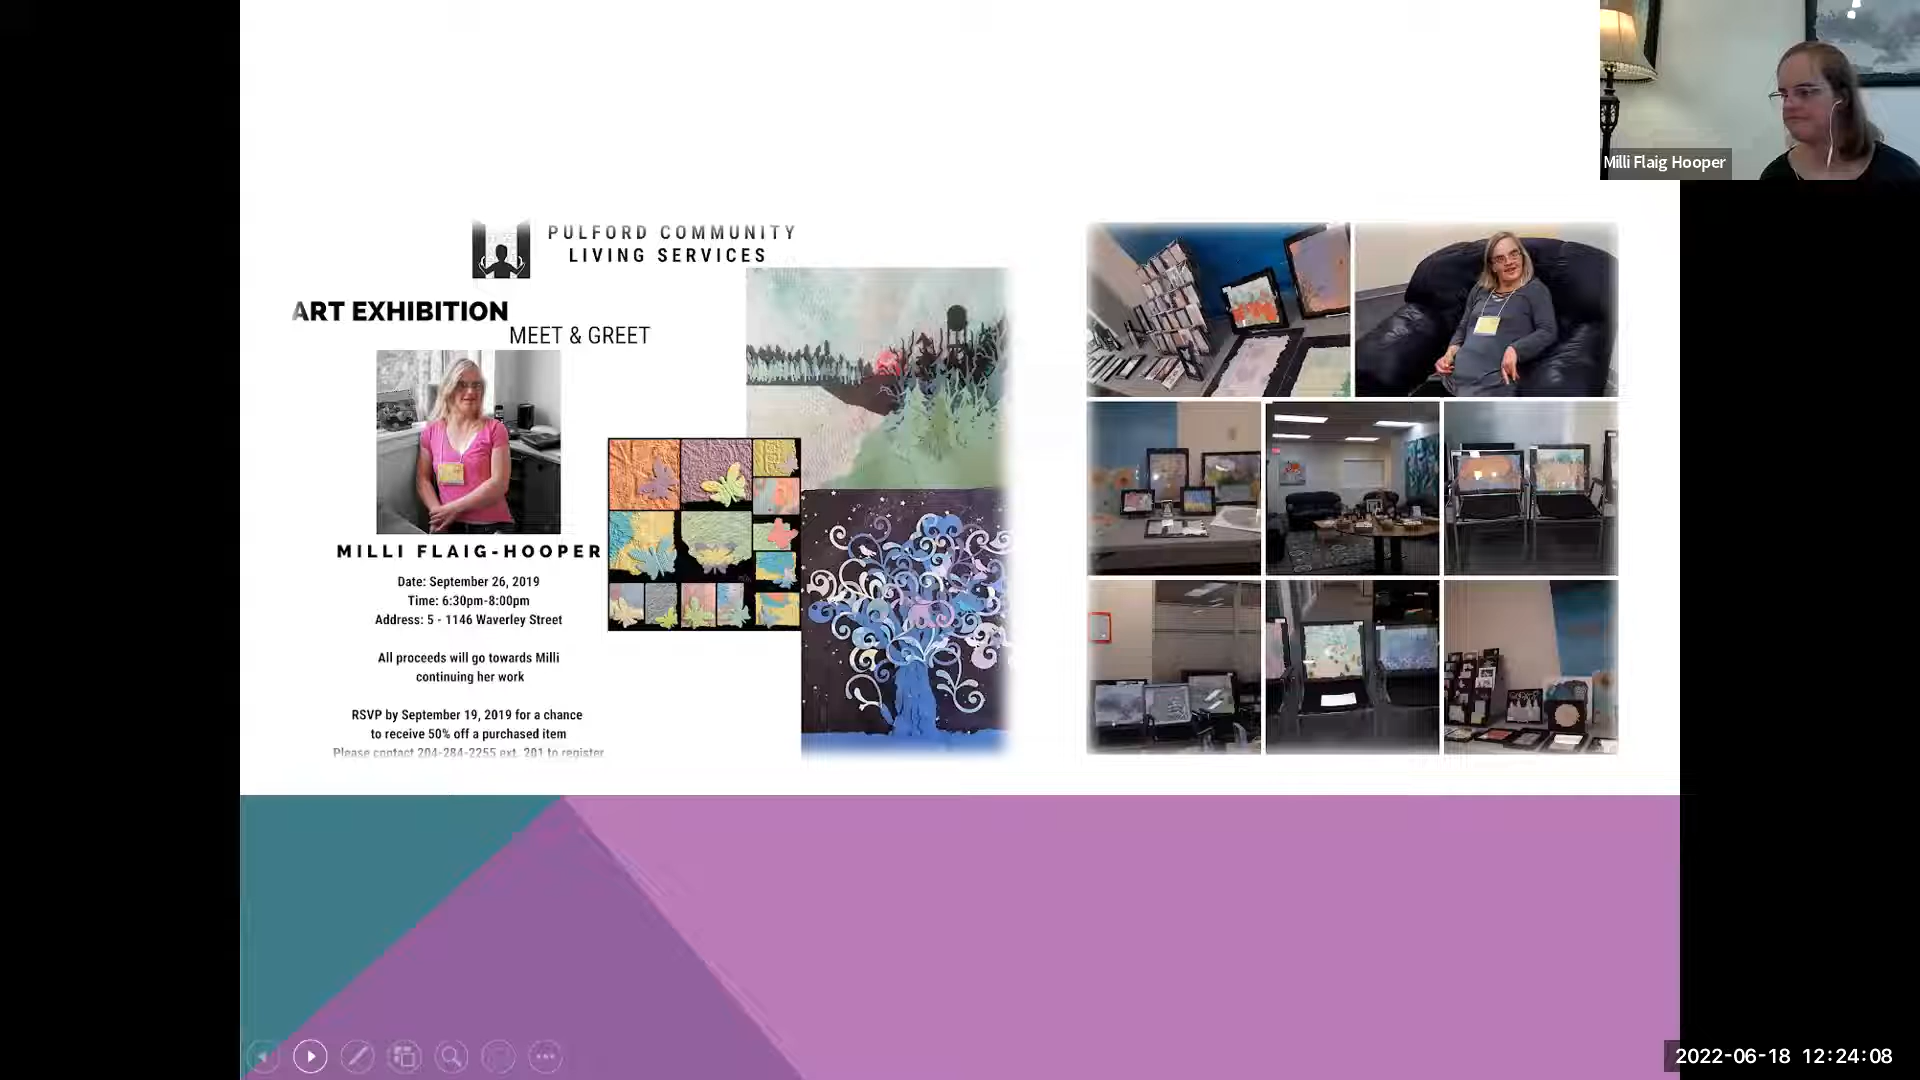 PULFORD COMMUNITY
LIVING SERVICES
ART EXHIBITION
MEET & GREET
MILLI FLAIG-HOOPER
Date: September 26, 2019
Time: 6:30pm-8:00pm
Address: 5 - 1146 Waverley Street
All proceeds will go towards Milli
continuing her work
RSVP by September 19, 2019 for a chance
to receive 50% off a purchased item
Please contact 204-284-2255 ext. 201 to register
Milli Flaig Hooper
2022-06-18 12:24:08